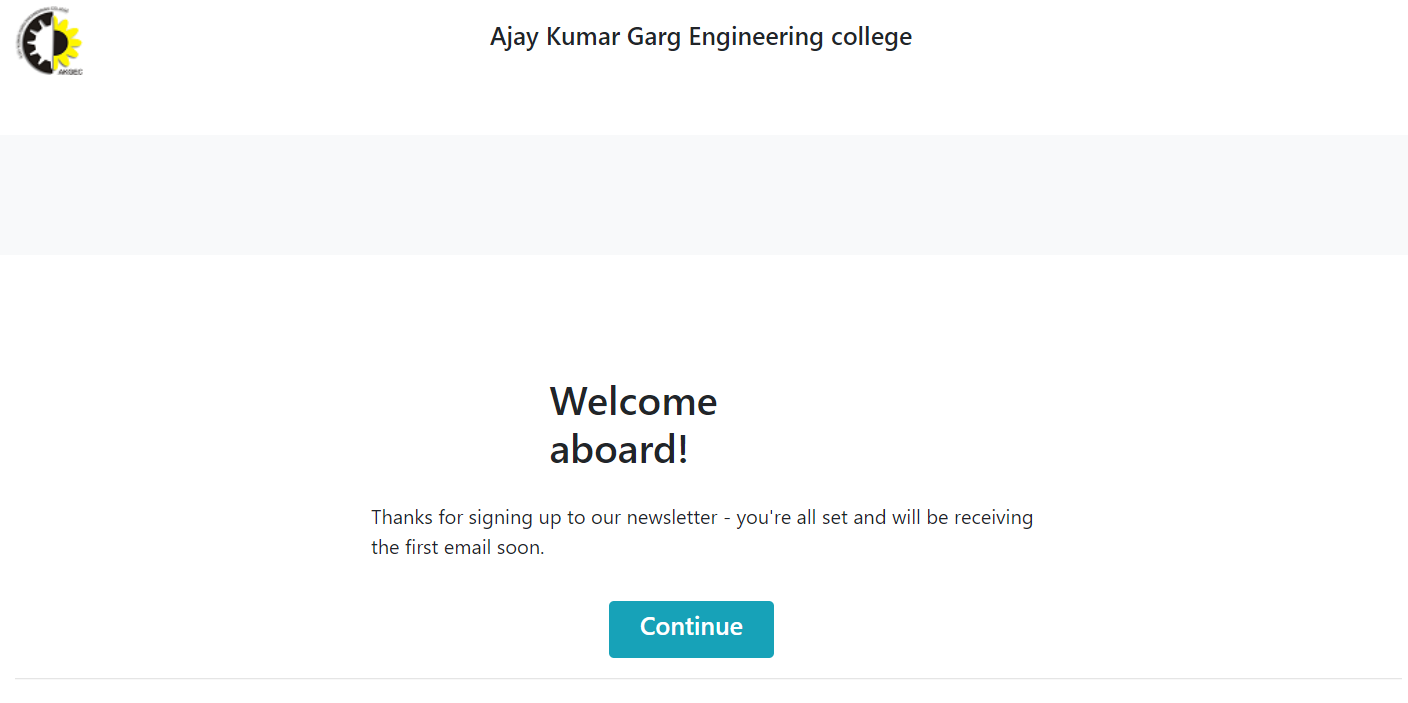 AKGEC
Ajay Kumar Garg Engineering college
Welcome
aboard!
Thanks for signing up to our newsletter - you're all set and will be receiving
the first email soon.
Continue